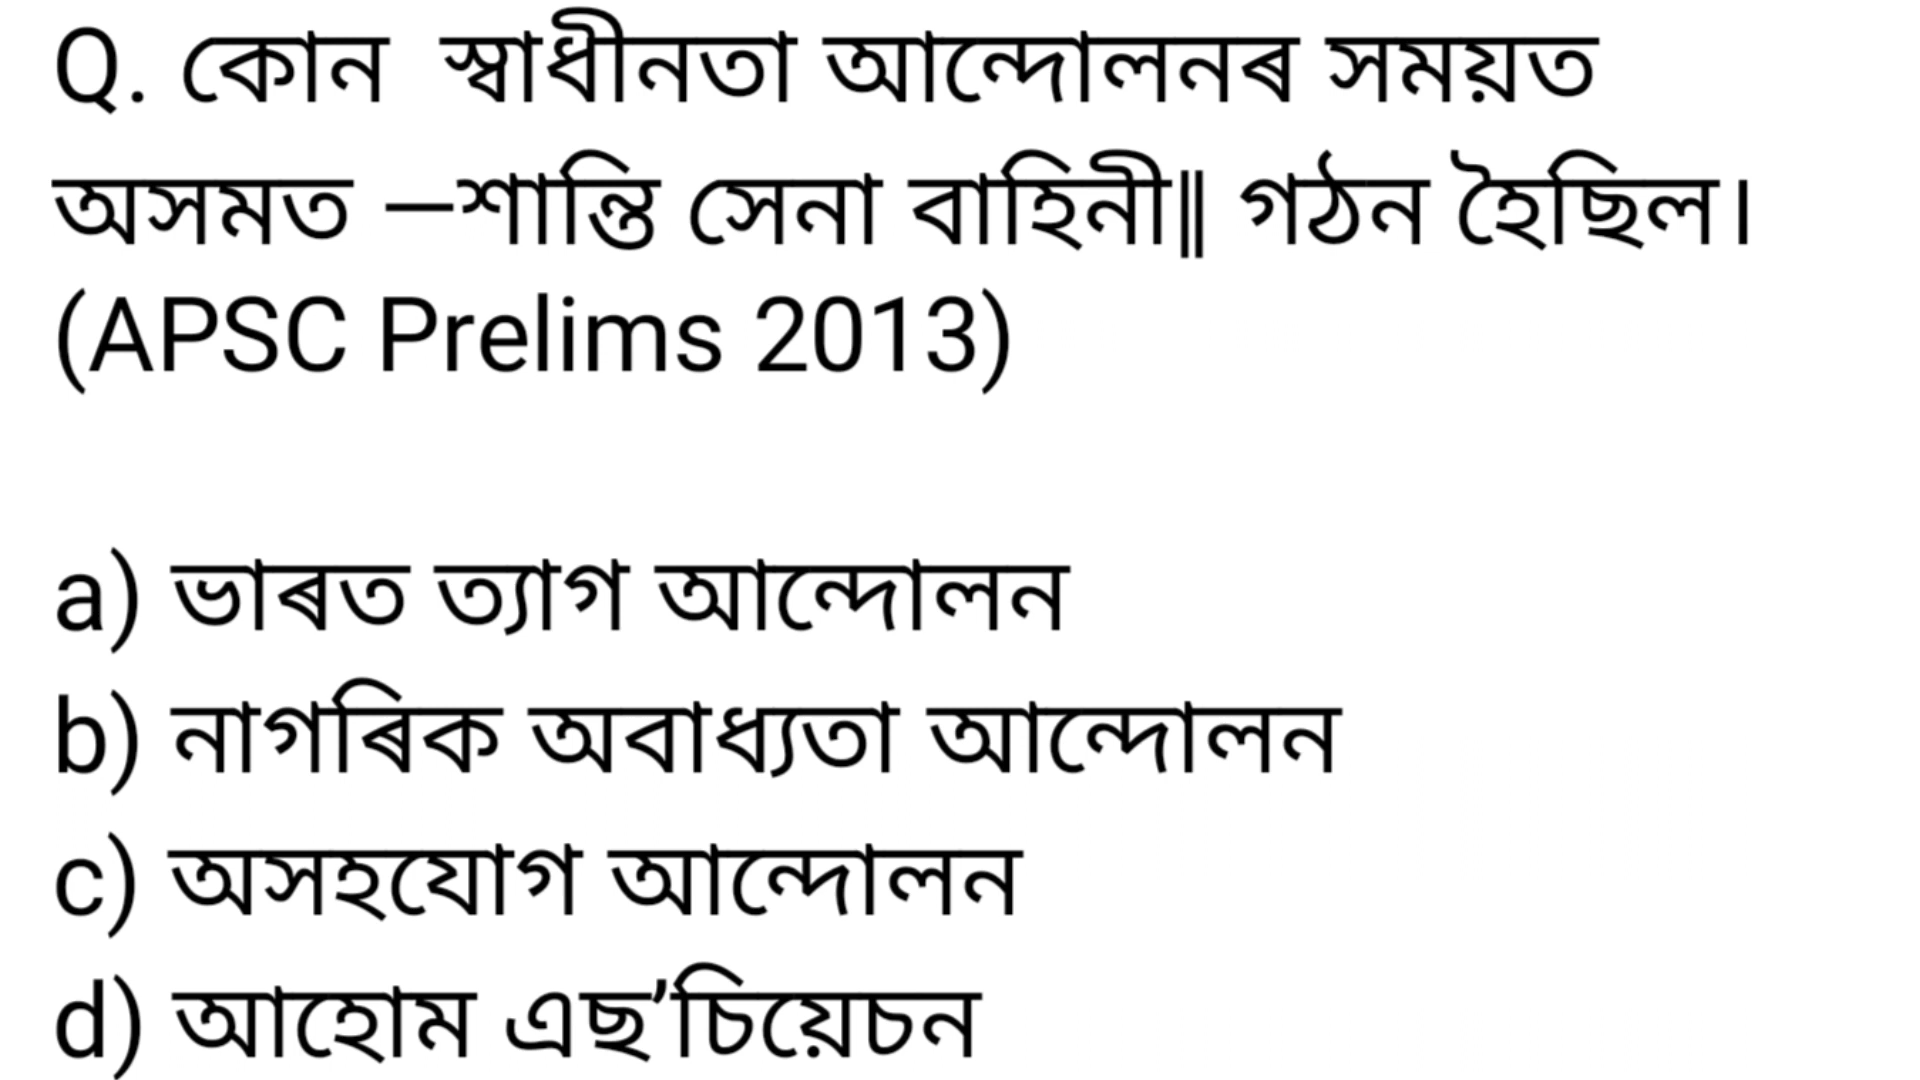 Q. কোন স্বাধীনতা আন্দোলনৰ সময়ত
অসমত –শান্তি সেনা বাহিনী|| গঠন হৈছিল।
(APSC Prelims 2013)
a) ভাৰত ত্যাগ আন্দোলন
b) নাগৰিক অবাধ্যতা আন্দোলন
c) অসহযোগ আন্দোলন
d) আহোম এছ’চিয়েচন